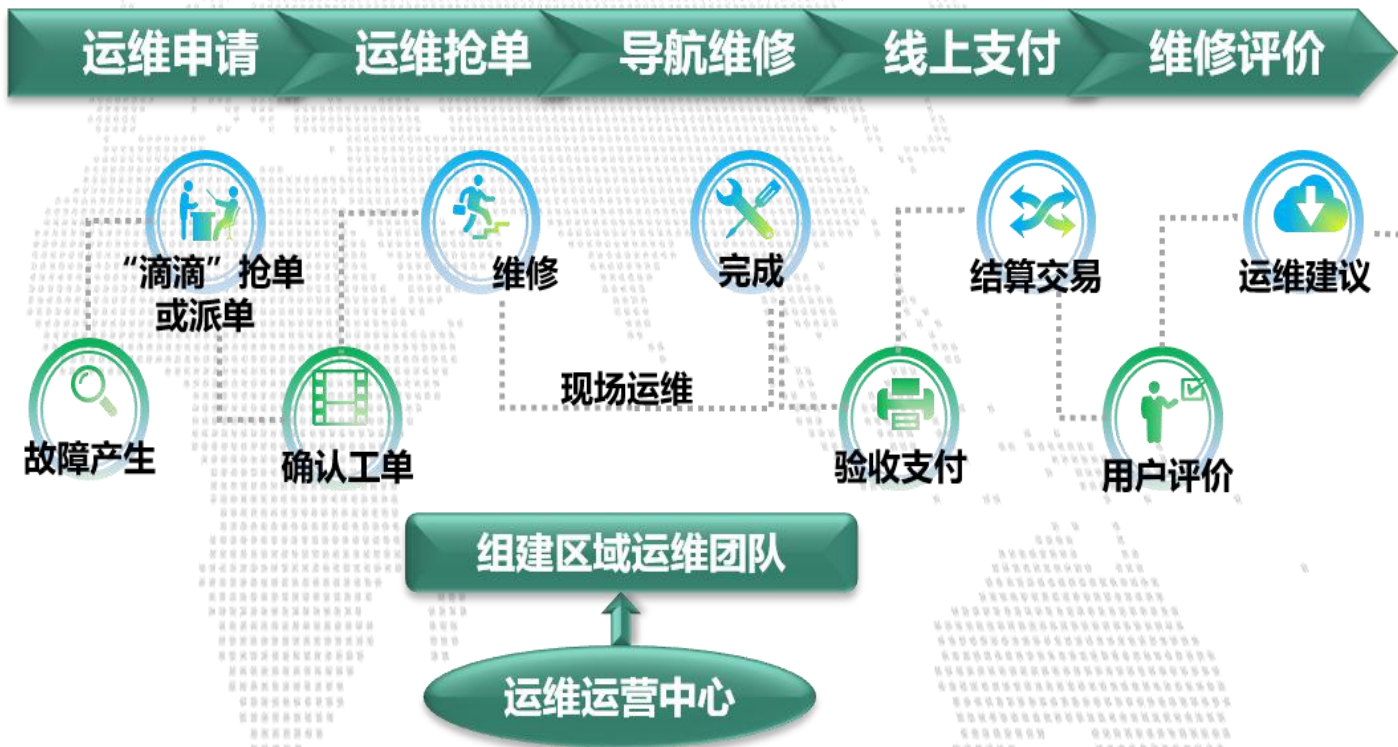 运维申请
运维抢单
导航维修
线上支付
维修评价
“滴滴”抢单
或派单
维修
完成
结算交易
运维建议
故障产生
确认工单
现场运维
验收支付
用户评价
组建区域运维团队
运维运营中心